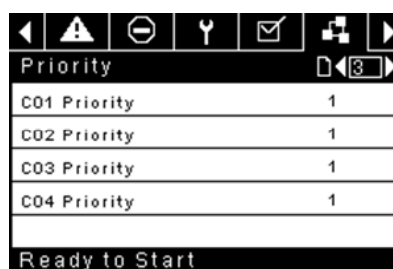 Priority 3
C01 Priority 1
C02 Priority 1
C03 Priority 1
C04 Priority 1
Ready to Start